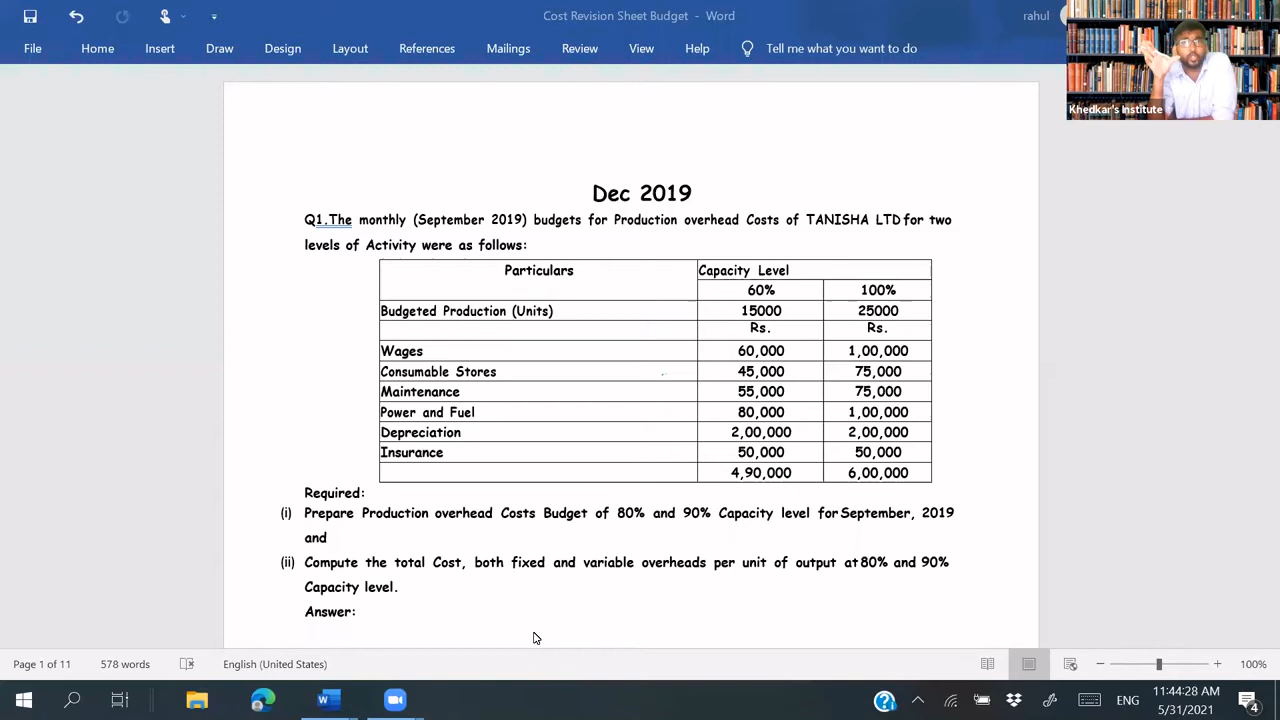 Cost Revision Sheet Budget - Word
rahul
File Home Insert Draw Design Layout References Mailings Review View Help Tell me what you want to do
Khedkar's Institute
Dec 2019
Q1.The monthly (September 2019) budgets for Production overhead Costs of TANISHA LTD for two
levels of Activity were as follows:
Particulars Capacity Level
60% 100%
Budgeted Production (Units) 15000 25000
Rs. Rs.
Wages 60,000 1,00,000
Consumable Stores 45,000 75,000
Maintenance 55,000 75,000
Power and Fuel 80,000 1,00,000
Depreciation 2,00,000 2,00,000
Insurance 50,000 50,000
4,90,000 6,00,000
Required:
(i) Prepare Production overhead Costs Budget of 80% and 90% Capacity level for September, 2019
and
(ii) Compute the total Cost, both fixed and variable overheads per unit of output at 80% and 90%
Capacity level.
Answer:
Page 1 of 11 578 words English (United States) 100%
ENG 11:44:28 AM
5/31/2021
4